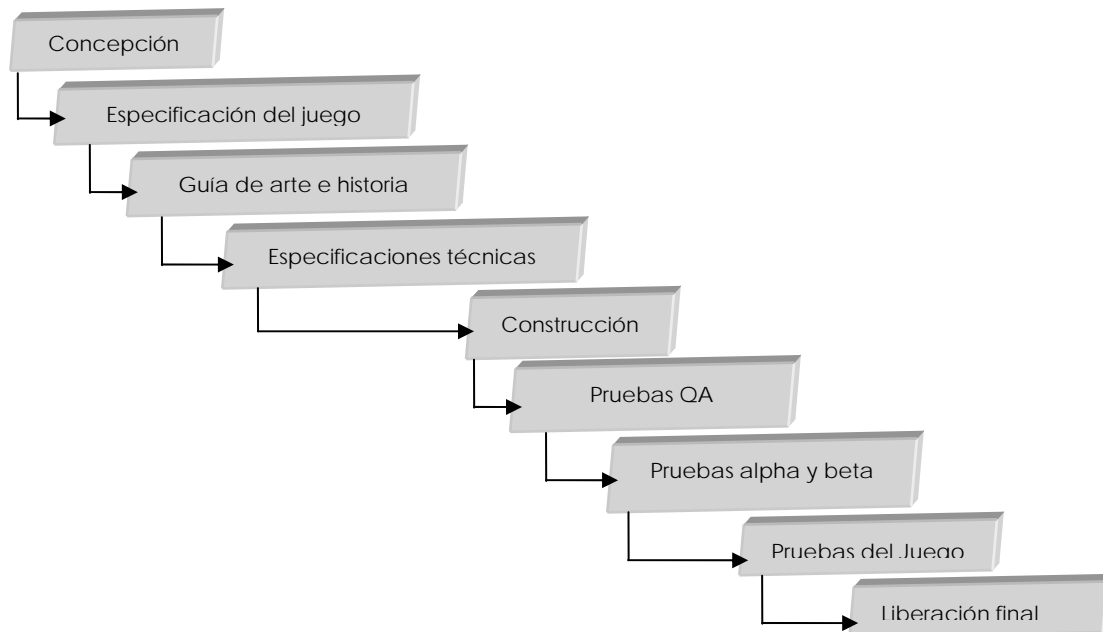 Concepción
Especificación del juego
Guía de arte e historia
Especificaciones técnicas
Construcción
Pruebas QA
Pruebas alpha y beta
Pruebas del Juego
Liberación final